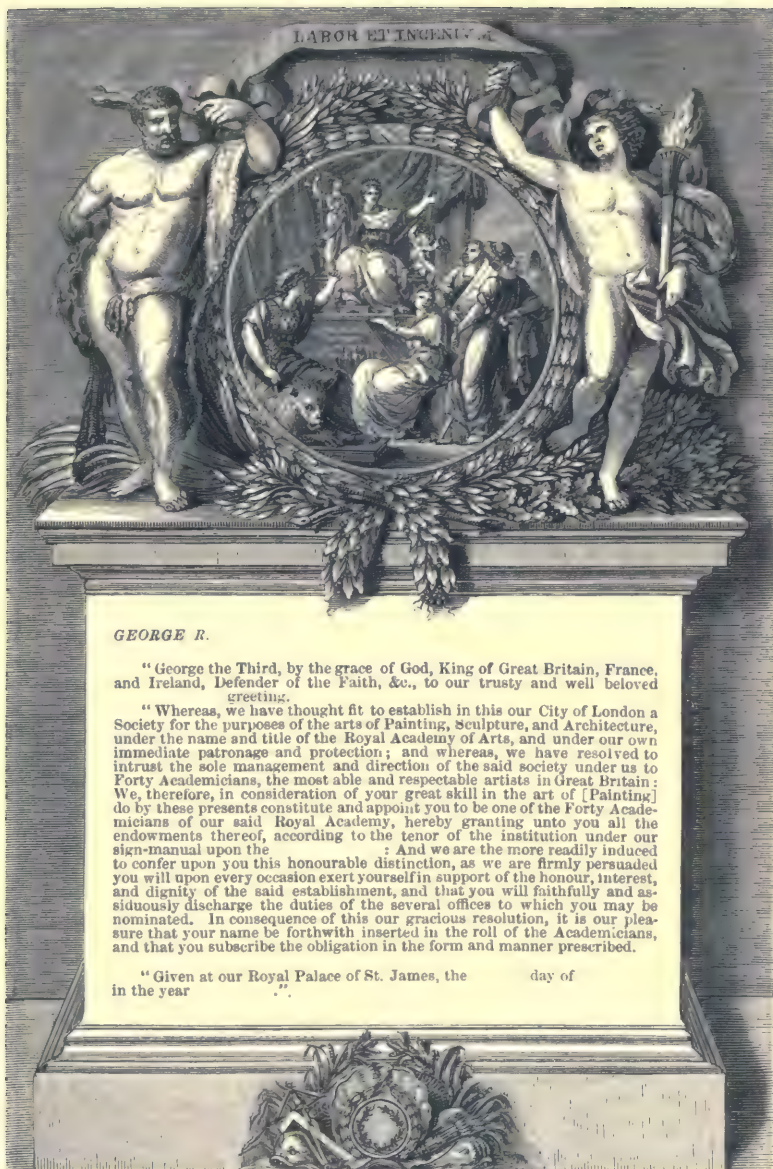 LABOR ET INGENIUM
GEORGE R.
“ George the Third, by the grace of God, King of Great Britain, France,
and Ireland, Defender of the Faith, &c., to our trusty and well beloved
greeting.
“ Whereas, we have thought fit to establish in this our City of London a
Society for the purposes of the arts of Painting, Sculpture, and Architecture,
under the name and title of the Royal Academy of Arts, and under our own
immediate patronage and protection; and whereas, we have resolved to
intrust the sole management and direction of the said society under us to
Forty Academicians, the most able and respectable artists in Great Britain:
We, therefore, in consideration of your great skill in the art of [Painting]
do by these presents constitute and appoint you to be one of the Forty Acade-
micians of our said Royal Academy, hereby granting unto you all the
endowments thereof, according to the tenor of the institution under our
sign-manual upon the : And we are the more readily induced
to confer upon you this honourable distinction, as we are firmly persuaded
you will upon every occasion exert yourself in support of the honour, interest,
and dignity of the said establishment, and that you will faithfully and as-
siduously discharge the duties of the several offices to which you may be
nominated. In consequence of this our gracious resolution, it is our plea-
sure that your name be forthwith inserted in the roll of the Academicians,
and that you subscribe the obligation in the form and manner prescribed.
“ Given at our Royal Palace of St. James, the day of
in the year .”.